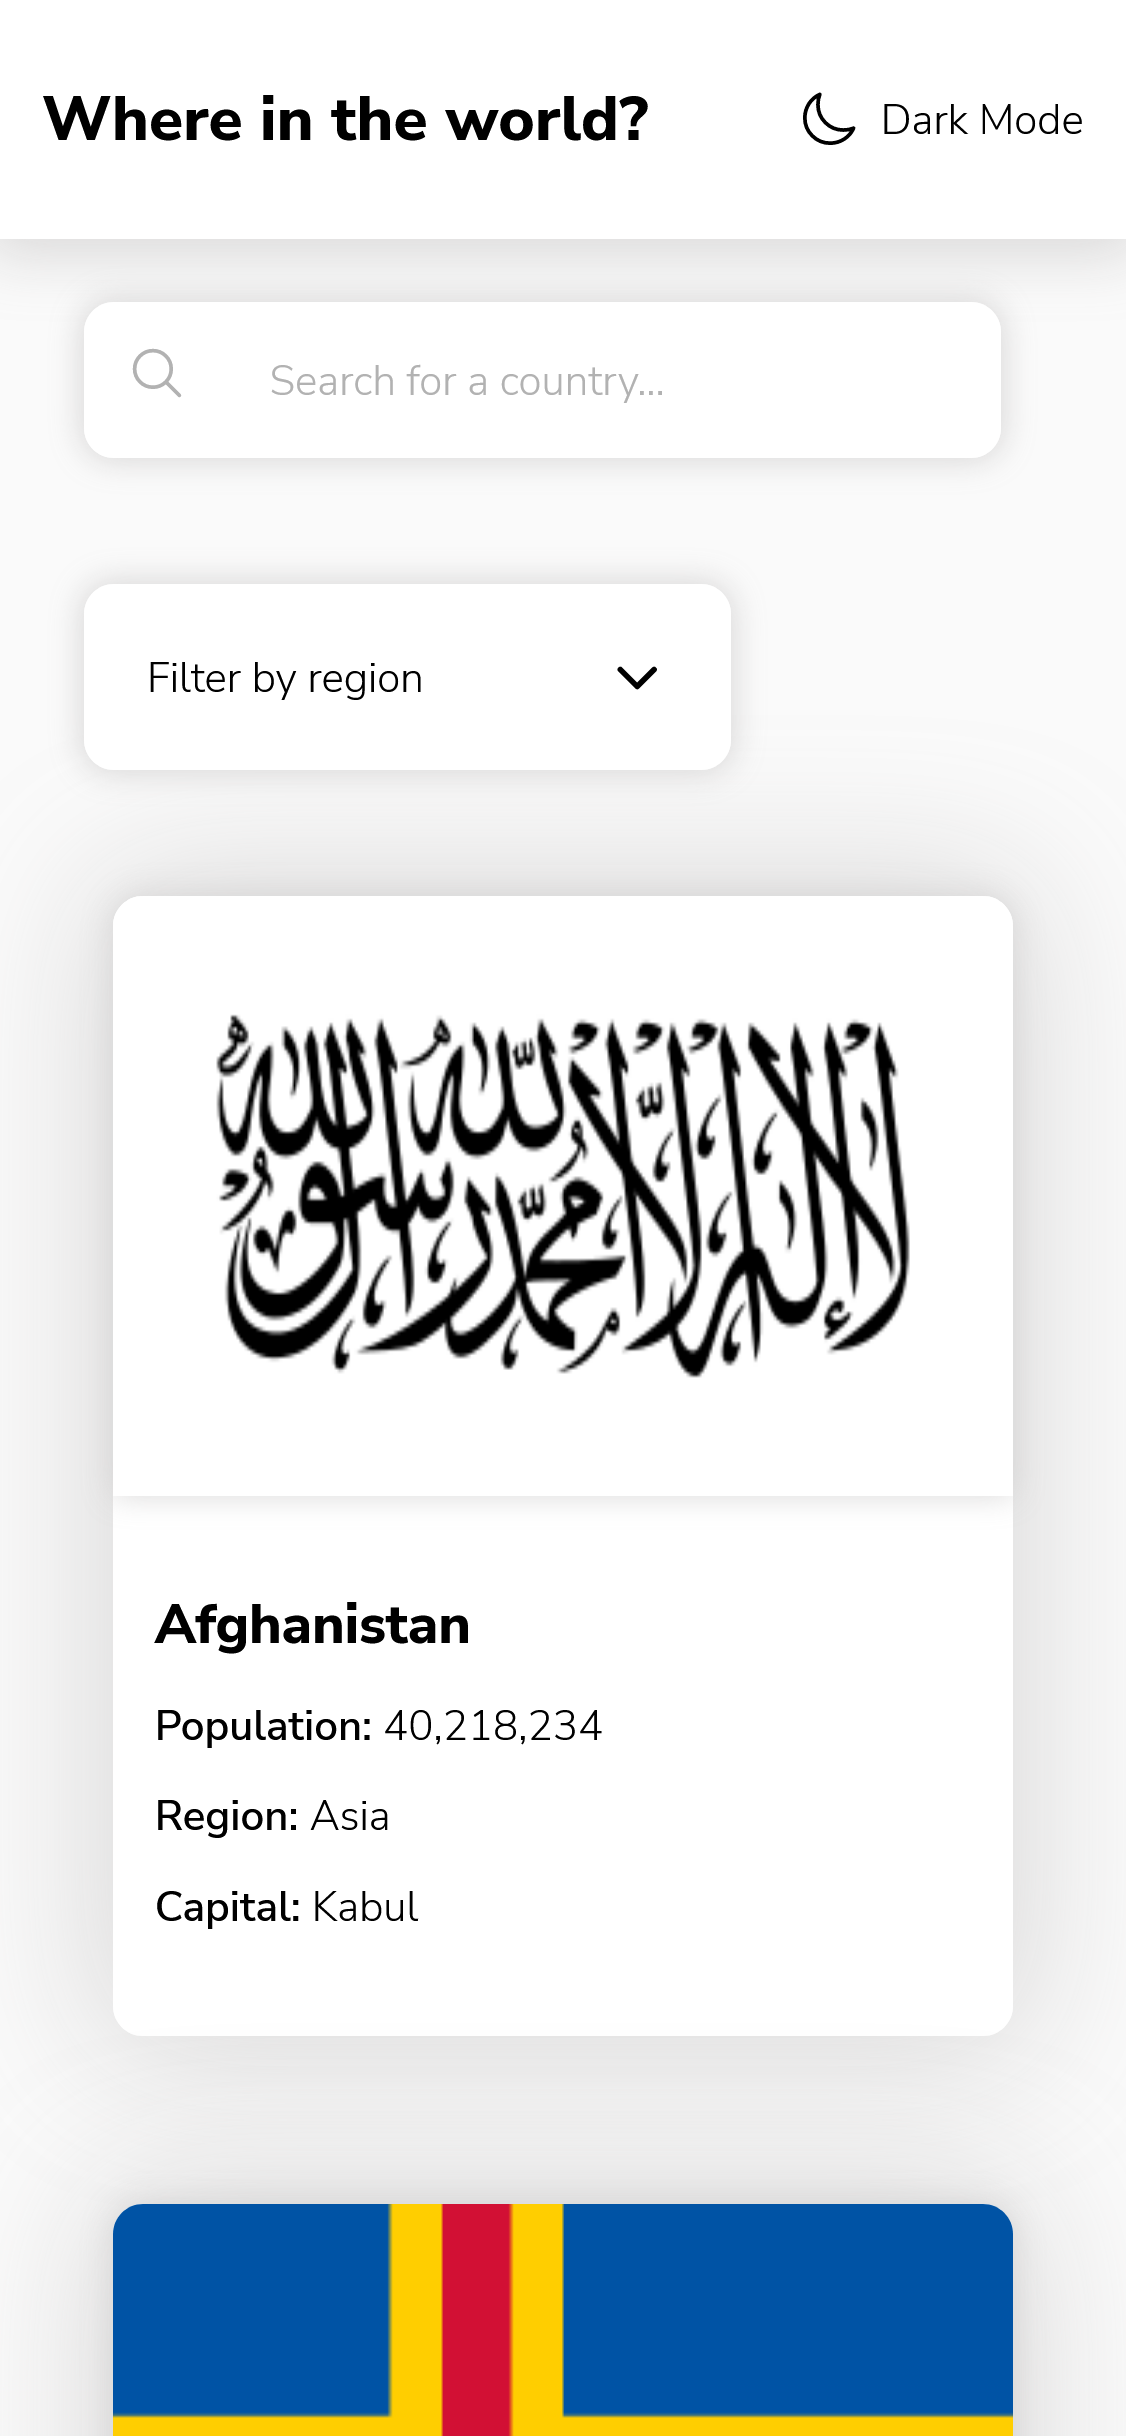 Where in the world?
Dark Mode
Search for a country...
Filter by region
لا إله إلا الله محمد رسول الله
Afghanistan
Population: 40,218,234
Region: Asia
Capital: Kabul